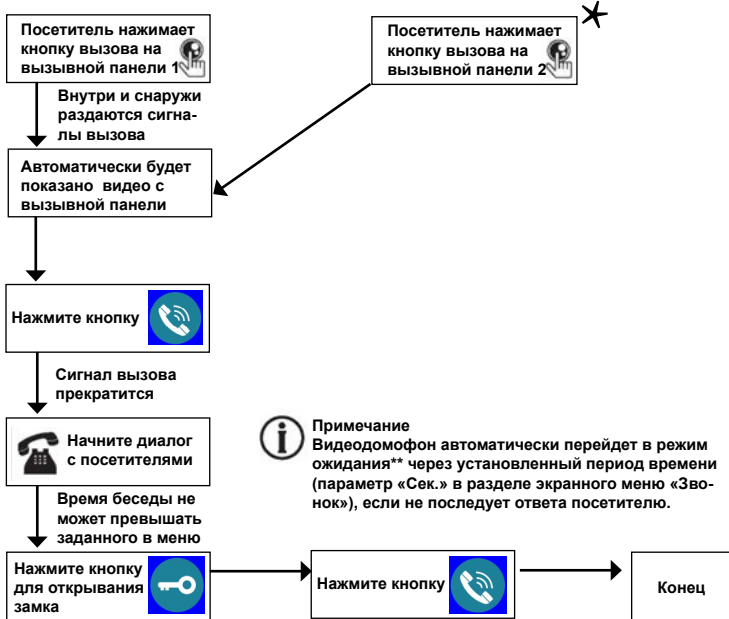 Посетитель нажимает
кнопку вызова на
вызывной панели 1
Посетитель нажимает
кнопку вызова на
вызывной панели 2
Внутри и снаружи
раздаются сигна-
лы вызова
Автоматически будет
показано видео с
вызывной панели
Нажмите кнопку
Сигнал вызова
прекратится
Начните диалог
с посетителями
Примечание
Видеодомофон автоматически перейдет в режим
ожидания** через установленный период времени
(параметр «Сек.» в разделе экранного меню «Зво-
нок»), если не последует ответа посетителю.
Время беседы не
может превышать
заданного в меню
Нажмите кнопку
для открывания
замка
Нажмите кнопку
Конец